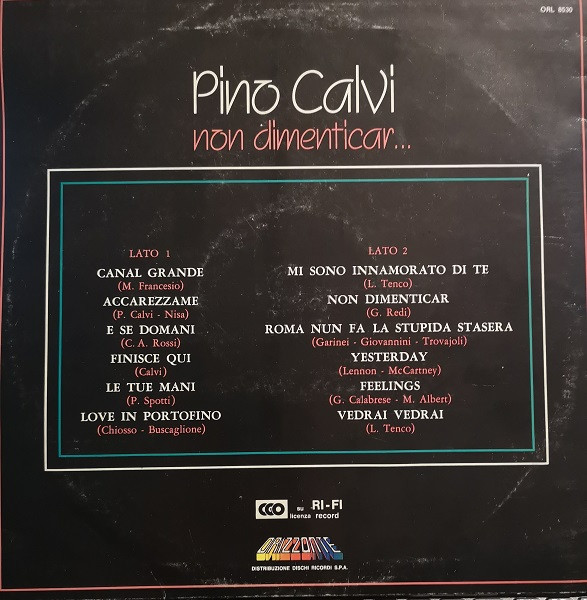 ORL 8530
Pino Calvi
non dimenticar...
LATO 1
CANAL GRANDE
(M. Francesio)
ACCAREZZAME
(P. Calvi - Nisa)
E SE DOMANI
(C. A. Rossi)
FINISCE QUI
(Calvi)
LE TUE MANI
(P. Spotti)
LOVE IN PORTOFINO
(Chiosso - Buscaglione)
LATO 2
MI SONO INNAMORATO DI TE
(L. Tenco)
NON DIMENTICAR
(G. Redi)
ROMA NUN FA LA STUPIDA STASERA
(Garinei - Giovannini - Trovajoli)
YESTERDAY
(Lennon - McCartney)
FEELINGS
(G. Calabrese - M. Albert)
VEDRAI VEDRAI
(L. Tenco)
CGO su RI-FI
licenza record
ORIZZONTE
DISTRIBUZIONE DISCHI RICORDI S.P.A.